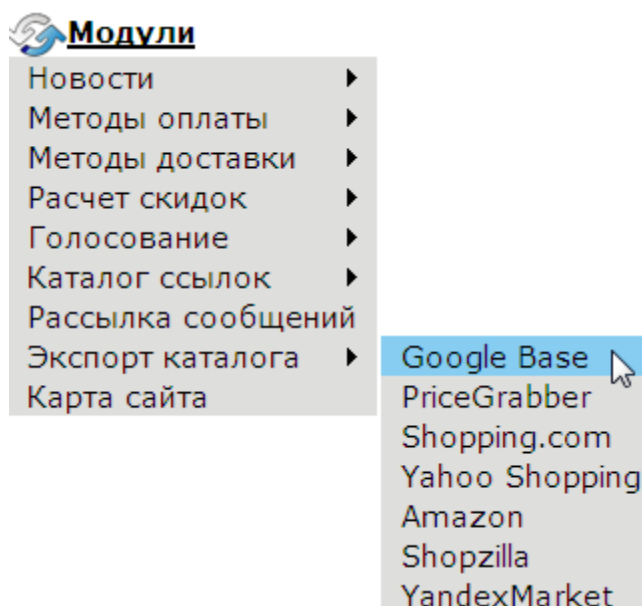 Модули
Новости
Методы оплаты
Методы доставки
Расчет скидок
Голосование
Каталог ссылок
Рассылка сообщений
Экспорт каталога
Карта сайта
Google Base
PriceGrabber
Shopping.com
Yahoo Shopping
Amazon
Shopzilla
YandexMarket